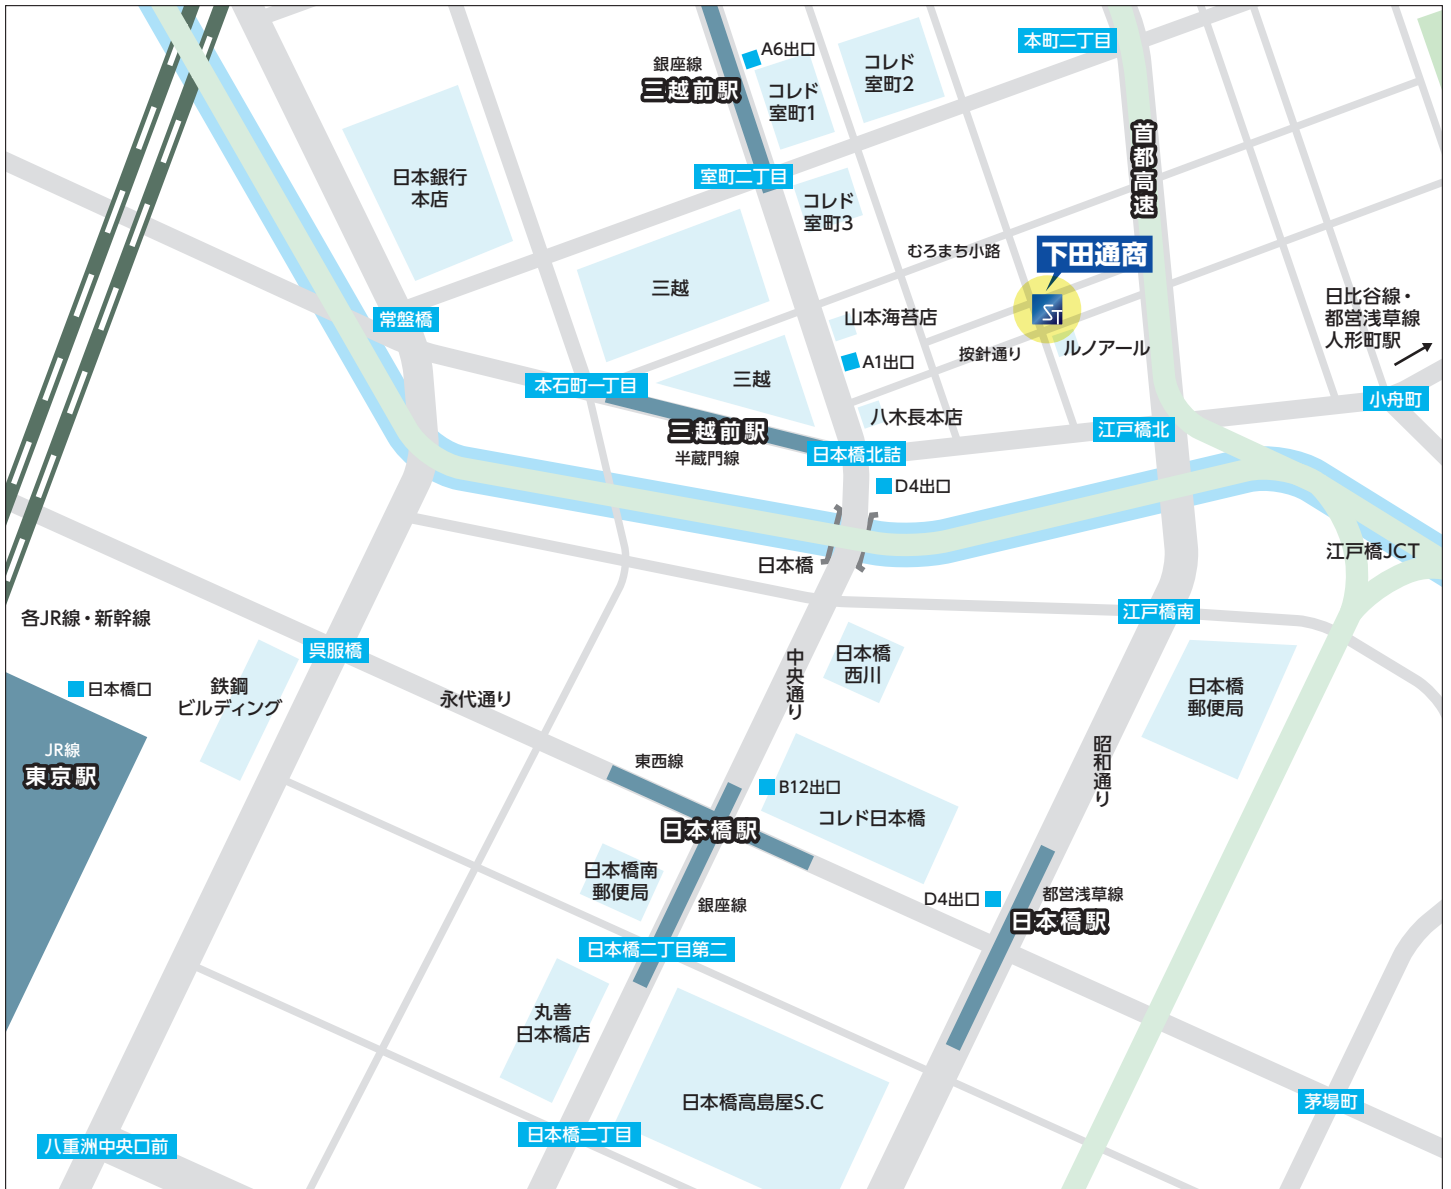 本町二丁目
A6出口
銀座線
三越前駅
コレド
室町1
コレド
室町2
首都高速
室町二丁目
日本銀行
本店
コレド
室町3
むろまち小路
下田通商
ST
三越
常盤橋
山本海苔店
日比谷線・
都営浅草線
人形町駅
按針通り
ルノアール
A1出口
三越
本石町一丁目
小舟町
八木長本店
江戸橋北
三越前駅
半蔵門線
日本橋北詰
D4出口
日本橋
江戸橋JCT
各JR線・新幹線
江戸橋南
呉服橋
日本橋
西川
中央通り
日本橋口
鉄鋼
ビルディング
永代通り
日本橋
郵便局
JR線
東京駅
東西線
昭和通り
B12出口
コレド日本橋
日本橋駅
日本橋南
郵便局
銀座線
D4出口
都営浅草線
日本橋駅
日本橋二丁目第二
丸善
日本橋店
日本橋高島屋S.C
茅場町
日本橋二丁目
八重洲中央口前